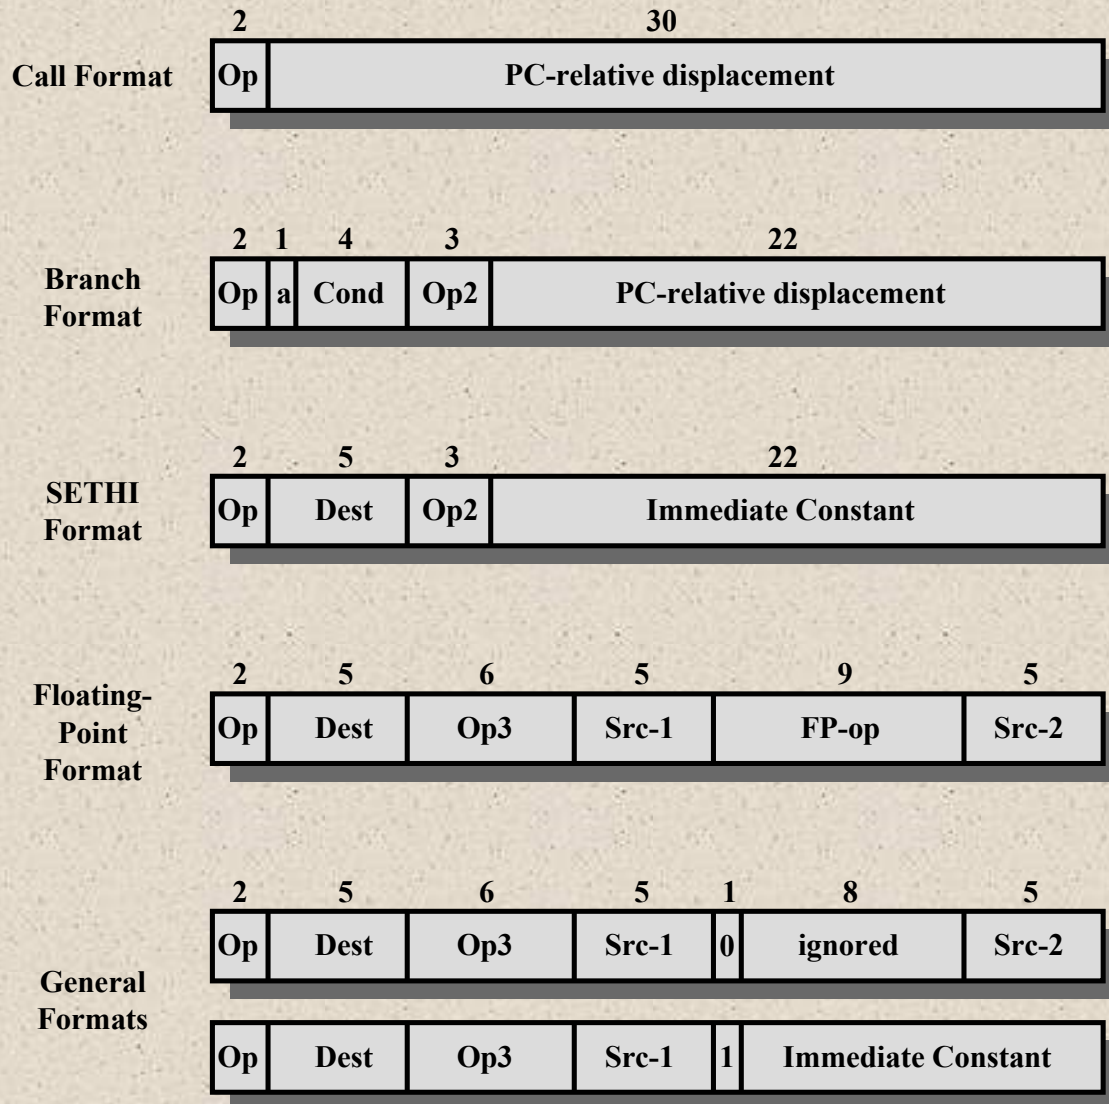 2 30
Call Format Op PC-relative displacement
2 1 4 3 22
Branch
Format
Op a Cond Op2 PC-relative displacement
2 5 3 22
SETHI
Format
Op Dest Op2 Immediate Constant
2 5 6 5 9 5
Floating-
Point
Format
Op Dest Op3 Src-1 FP-op Src-2
2 5 6 5 1 8 5
Op Dest Op3 Src-1 0 ignored Src-2
General
Formats
Op Dest Op3 Src-1 1 Immediate Constant